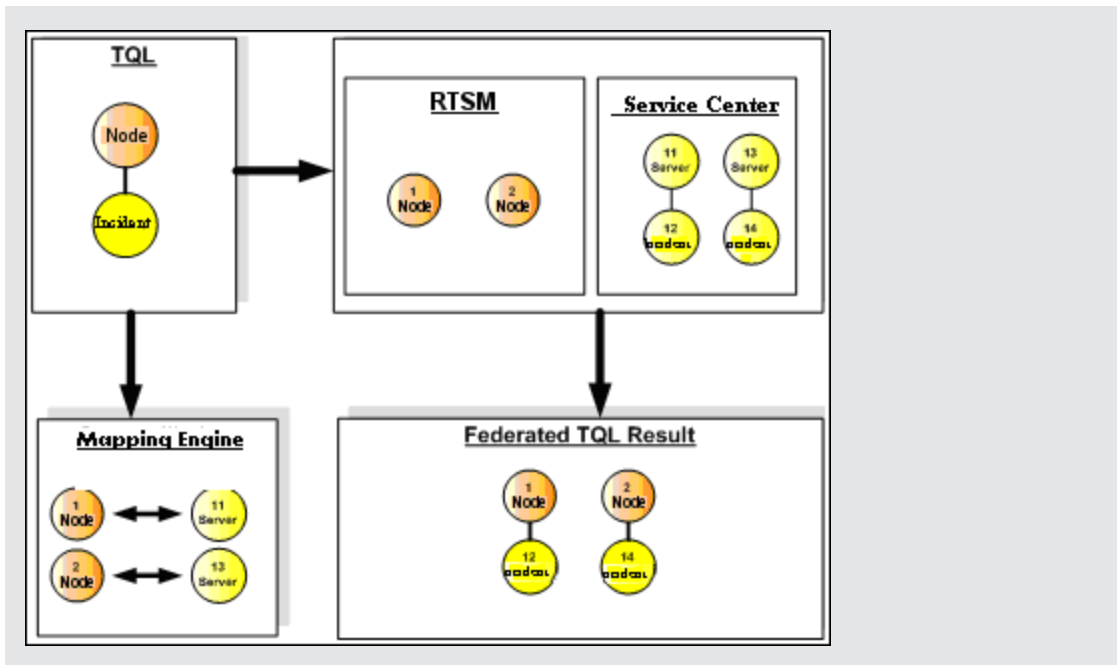 TQL
Node
Incident
RTSM
1
Node
2
Node
Service Center
11
Server
13
Server
12
14
Mapping Engine
1
Node
11
Server
2
Node
13
Server
Federated TQL Result
1
Node
2
Node
12
14